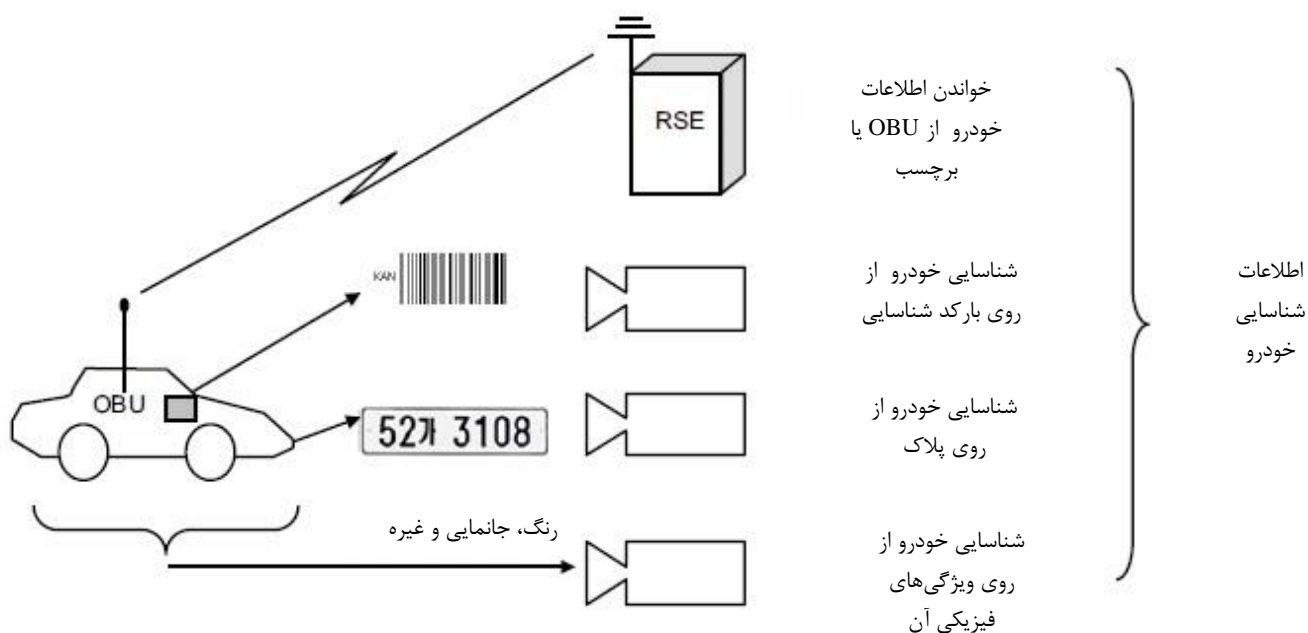 RSE
خواندن اطلاعات
خودرو از OBU یا
برچسب
KAN
شناسایی خودرو از
روی بارکد شناسایی
اطلاعات
شناسایی
خودرو
OBU
52가 3108
شناسایی خودرو از
روی پلاک
رنگ، جانمایی و غیره
شناسایی خودرو از
روی ویژگی‌های
فیزیکی آن